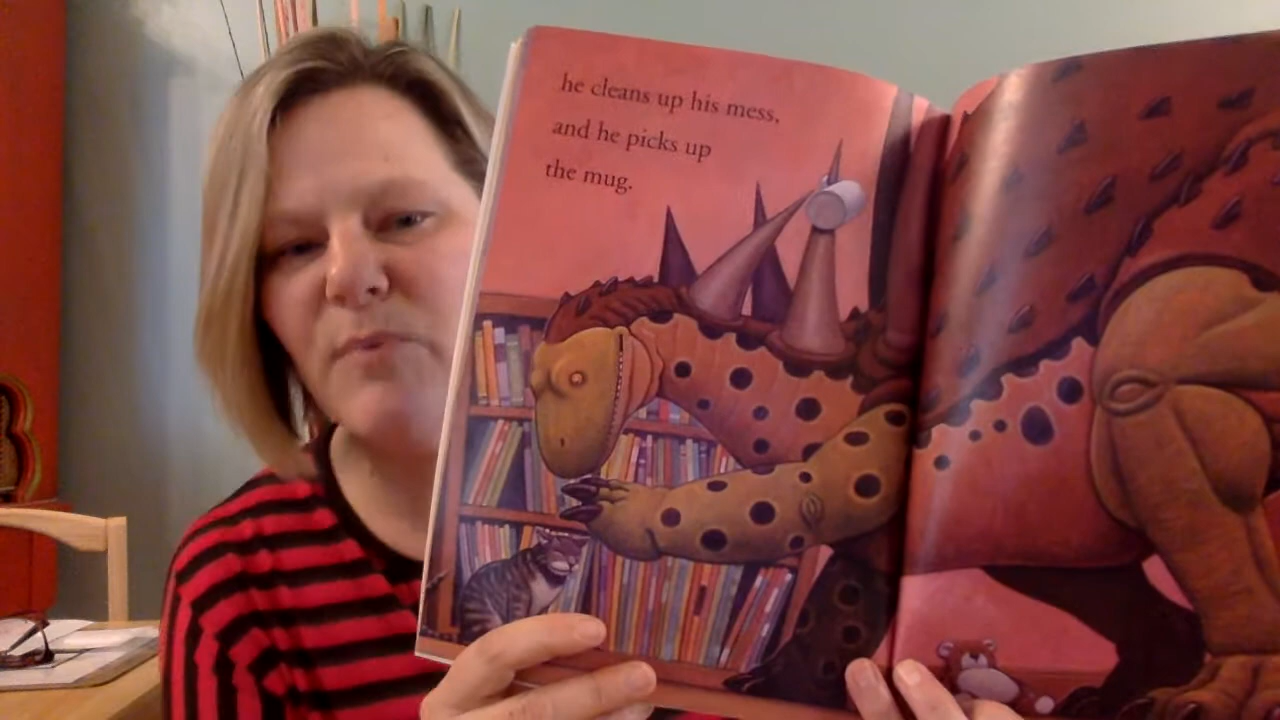 he cleans up his mess,
and he picks up
the mug.